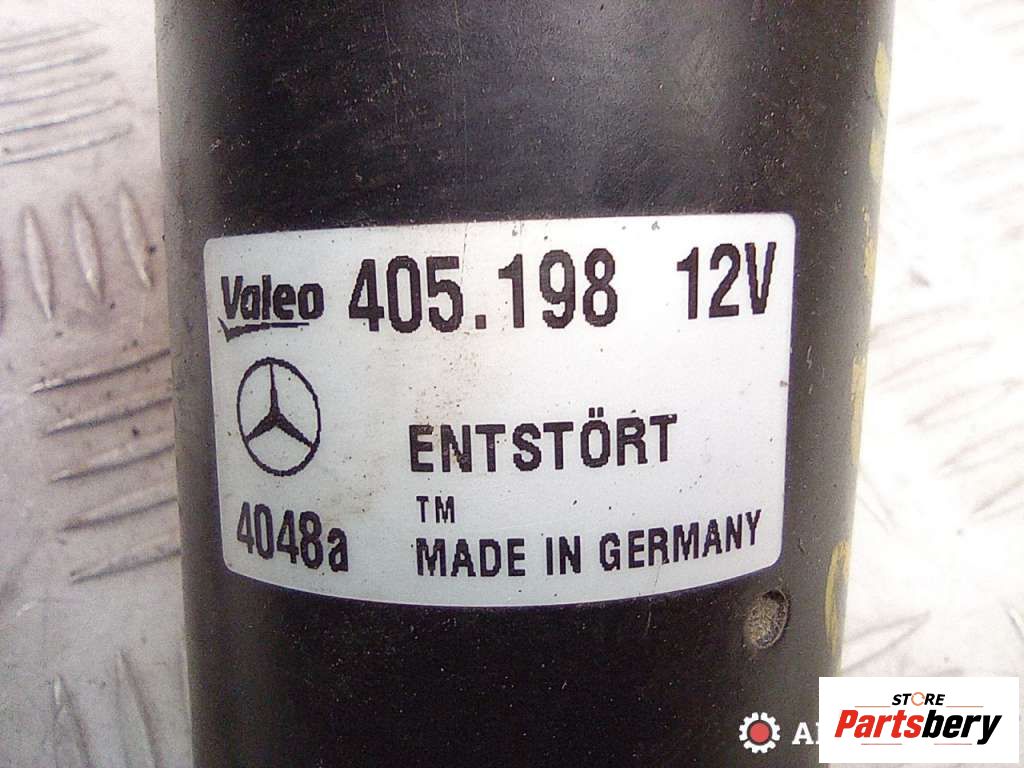 Valeo 405.198 12V
ENTSTÖRT
4048a
TM
MADE IN GERMANY
STORE
Partsbery